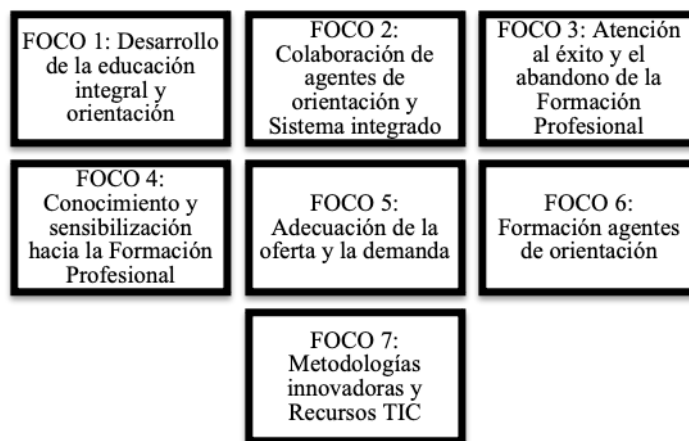 FOCO 1: Desarrollo
de la educación
integral y
orientación
FOCO 2:
Colaboración de
agentes de
orientación y
Sistema integrado
FOCO 3: Atención
al éxito y el
abandono de la
Formación
Profesional
FOCO 4:
Conocimiento y
sensibilización
hacia la Formación
Profesional
FOCO 5:
Adecuación de la
oferta y la demanda
FOCO 6:
Formación agentes
de orientación
FOCO 7:
Metodologías
innovadoras y
Recursos TIC